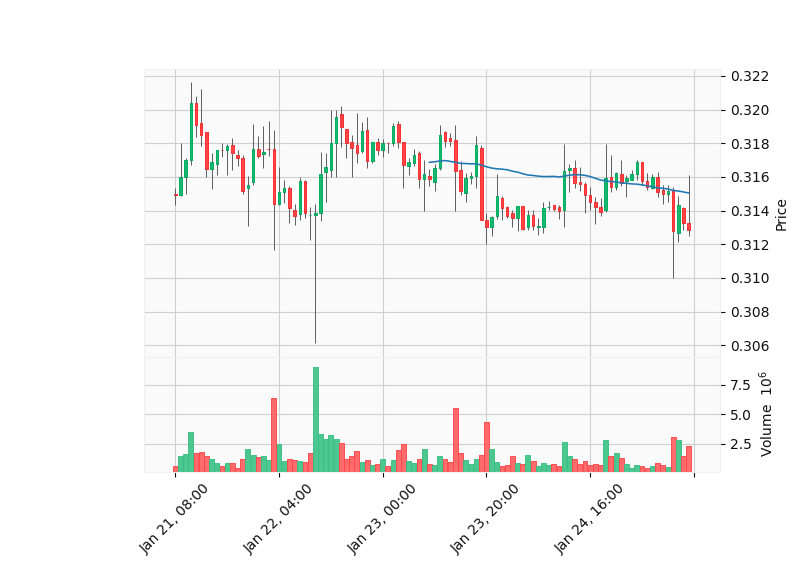 0.322
0.320
0.318
0.316
0.314
0.312
0.310
0.308
0.306
Price
7.5
5.0
2.5
Volume 10⁶
Jan 21, 08:00
Jan 22, 04:00
Jan 23, 00:00
Jan 23, 20:00
Jan 24, 16:00